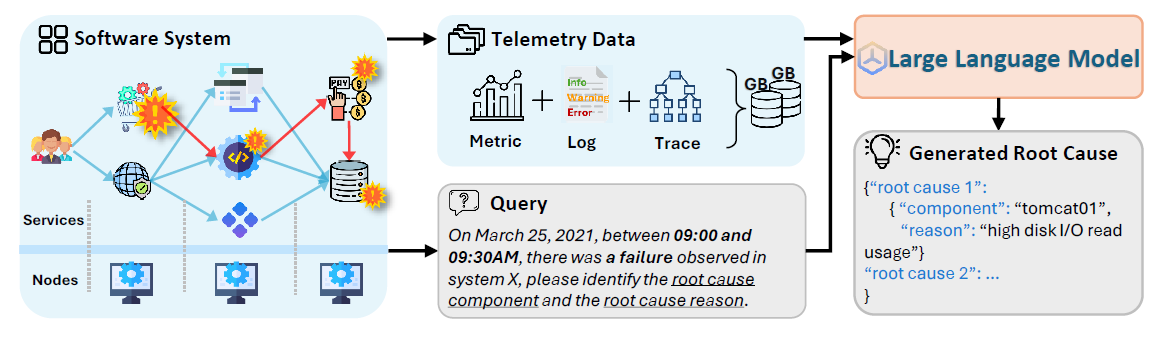 Software System
PAY
Services
Nodes
Telemetry Data
Info
Warning
Error
GB
GB
Metric
Log
Trace
Query
On March 25, 2021, between 09:00 and
09:30AM, there was a failure observed in
system X, please identify the root cause
component and the root cause reason.
Large Language Model
Generated Root Cause
{“root cause 1”:
{ “component”: “tomcat01”,
“reason”: “high disk I/O read
usage”}
“root cause 2”: ...
}